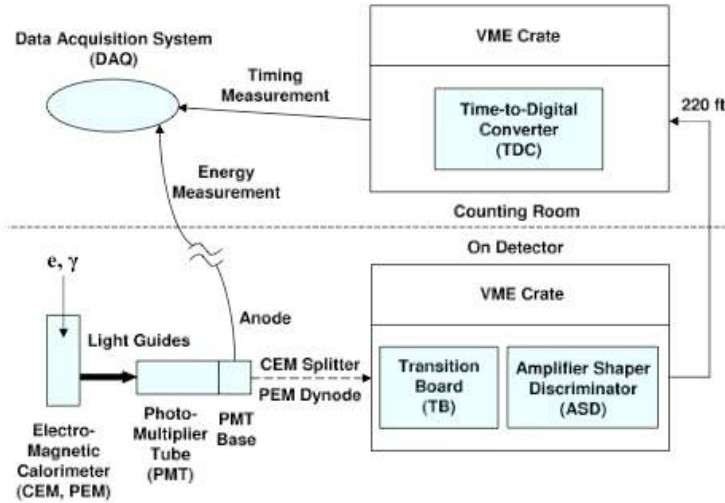 Data Acquisition System
(DAQ)
Timing
Measurement
VME Crate
Time-to-Digital
Converter
(TDC)
220 ft
Energy
Measurement
Counting Room
On Detector
e, γ
VME Crate
Light Guides
Anode
CEM Splitter
PEM Dynode
Transition
Board
(TB)
Amplifier Shaper
Discriminator
(ASD)
Photo-
Multiplier
Tube
(PMT)
PMT
Base
Electro-
Magnetic
Calorimeter
(CEM, PEM)